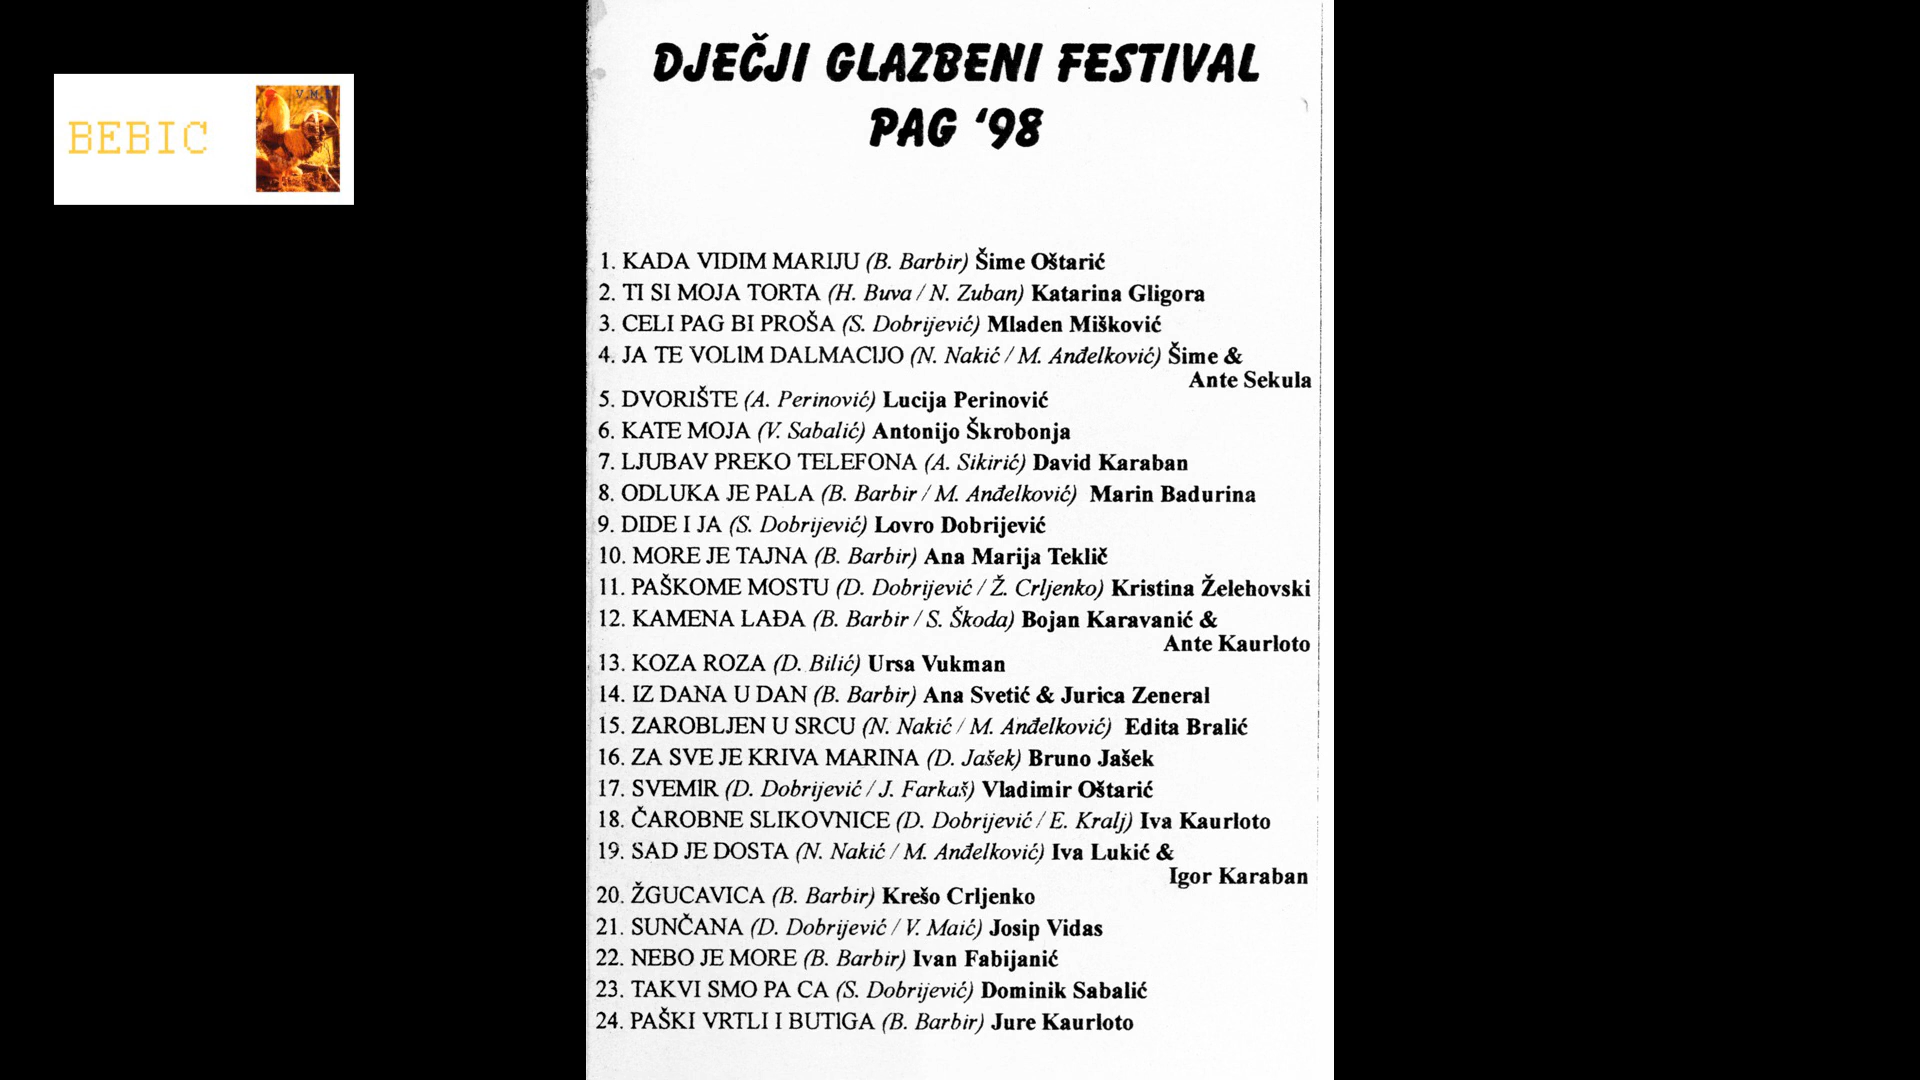 DJEČJI GLAZBENI FESTIVAL
PAG ‘98
BEBIC
V.M.
1. KADA VIDIM MARIJU (B. Barbir) Šime Oštarić
2. TI SI MOJA TORTA (H. Buva / N. Zuban) Katarina Gligora
3. CELI PAG BI PROŠA (S. Dobrijević) Mladen Mišković
4. JA TE VOLIM DALMACIJO (N. Nakić / M. Anđelković) Šime &
Ante Sekula
5. DVORIŠTE (A. Perinović) Lucija Perinović
6. KATE MOJA (V. Sabalić) Antonijo Škrobonja
7. LJUBAV PREKO TELEFONA (A. Sikirić) David Karaban
8. ODLUKA JE PALA (B. Barbir / M. Anđelković) Marin Badurina
9. DIDE I JA (S. Dobrijević) Lovro Dobrijević
10. MORE JE TAJNA (B. Barbir) Ana Marija Teklič
11. PAŠKOME MOSTU (D. Dobrijević / Ž. Crljenko) Kristina Želehovski
12. KAMENA LAĐA (B. Barbir / S. Škoda) Bojan Karavanić &
Ante Kaurloto
13. KOZA ROZA (D. Bilić) Ursa Vukman
14. IZ DANA U DAN (B. Barbir) Ana Svetić & Jurica Zeneral
15. ZAROBLJEN U SRCU (N. Nakić / M. Anđelković) Edita Bralić
16. ZA SVE JE KRIVA MARINA (D. Jašek) Bruno Jašek
17. SVEMIR (D. Dobrijević / J. Farkaš) Vladimir Oštarić
18. ČAROBNE SLIKOVNICE (D. Dobrijević / E. Kralj) Iva Kaurloto
19. SAD JE DOSTA (N. Nakić / M. Anđelković) Iva Lukić &
Igor Karaban
20. ŽGUCAVICA (B. Barbir) Krešo Crljenko
21. SUNČANA (D. Dobrijević / V. Maić) Josip Vidas
22. NEBO JE MORE (B. Barbir) Ivan Fabijanić
23. TAKVI SMO PA CA (S. Dobrijević) Dominik Sabalić
24. PAŠKI VRTLI I BUTIGA (B. Barbir) Jure Kaurloto